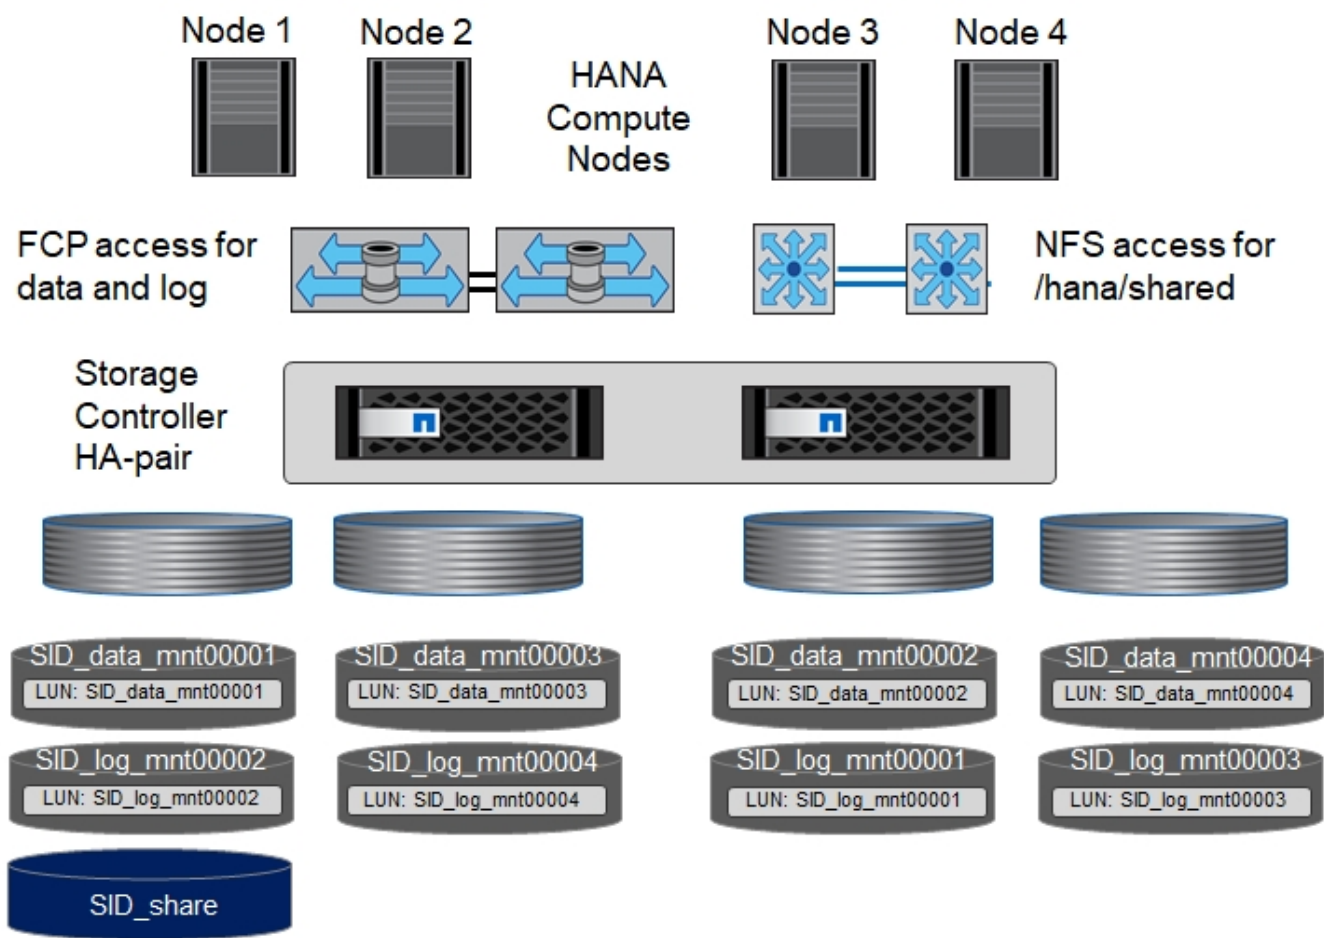 Node 1
Node 2
Node 3
Node 4
HANA
Compute
Nodes
FCP access for
data and log
NFS access for
/hana/shared
Storage
Controller
HA-pair
SID_data_mnt00001
LUN: SID_data_mnt00001
SID_data_mnt00003
LUN: SID_data_mnt00003
SID_data_mnt00002
LUN: SID_data_mnt00002
SID_data_mnt00004
LUN: SID_data_mnt00004
SID_log_mnt00002
LUN: SID_log_mnt00002
SID_log_mnt00004
LUN: SID_log_mnt00004
SID_log_mnt00001
LUN: SID_log_mnt00001
SID_log_mnt00003
LUN: SID_log_mnt00003
SID_share